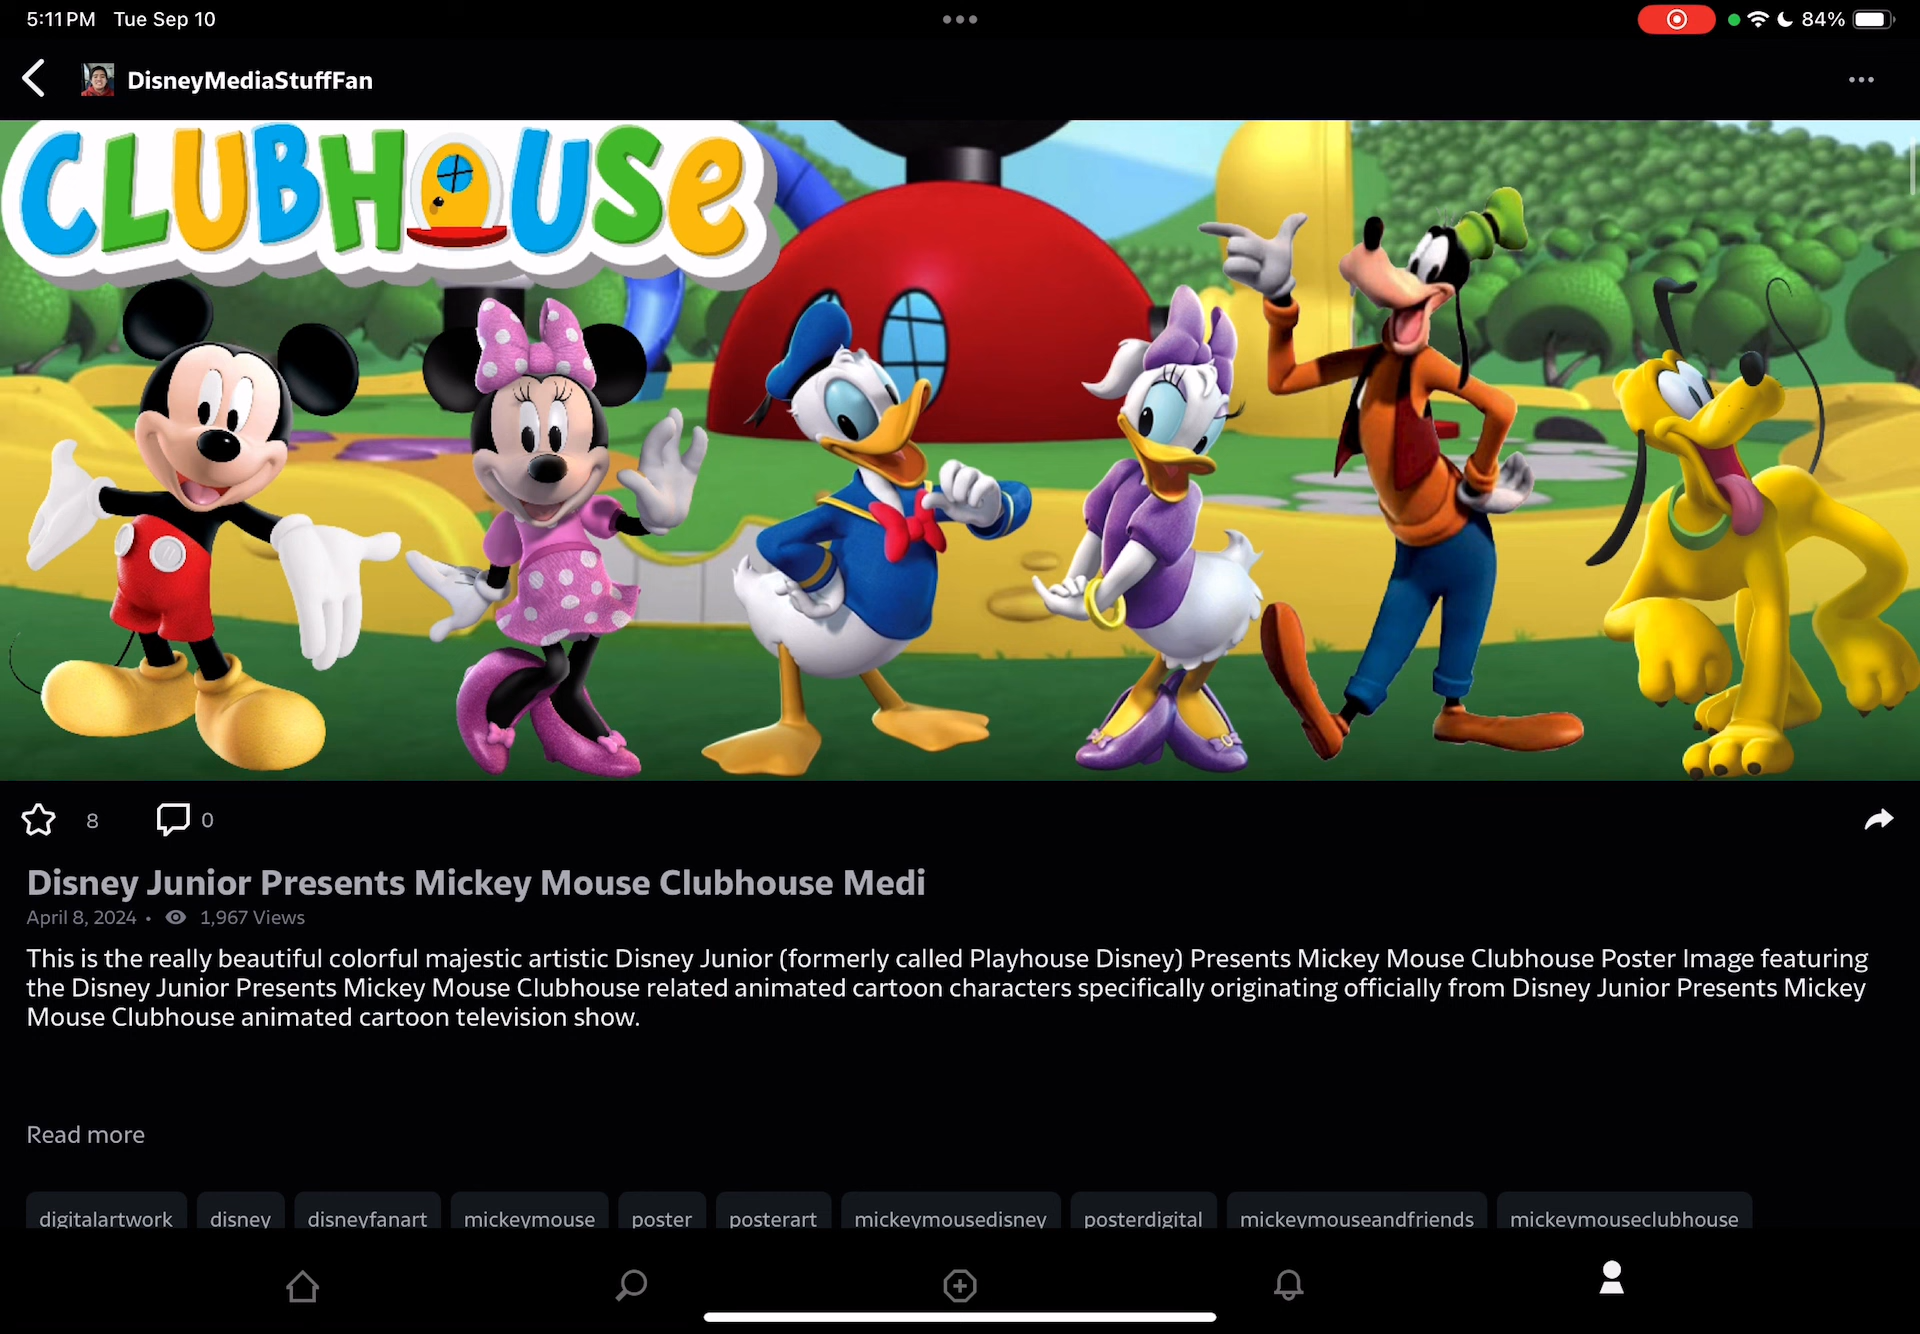 5:11 PM Tue Sep 10
84%
DisneyMediaStuffFan
CLUBHOUSE
8 0
Disney Junior Presents Mickey Mouse Clubhouse Medi
April 8, 2024 • 1,967 Views
This is the really beautiful colorful majestic artistic Disney Junior (formerly called Playhouse Disney) Presents Mickey Mouse Clubhouse Poster Image featuring
the Disney Junior Presents Mickey Mouse Clubhouse related animated cartoon characters specifically originating officially from Disney Junior Presents Mickey
Mouse Clubhouse animated cartoon television show.
Read more
digitalartwork disney disneyfanart mickeymouse poster posterart mickeymousedisney posterdigital mickeymouseandfriends mickeymouseclubhouse